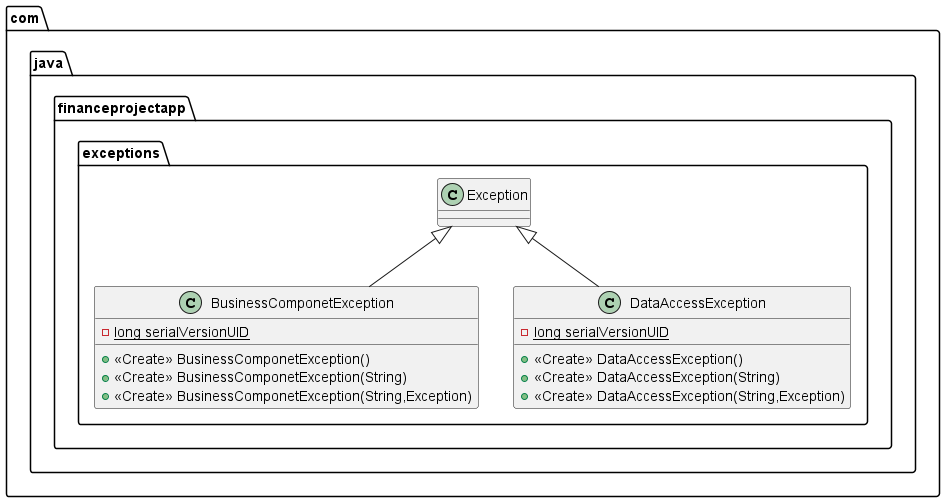 com
java
financeprojectapp
exceptions
C Exception
C BusinessComponetException
long serialVersionUID
«Create» BusinessComponetException()
«Create» BusinessComponetException(String)
«Create» BusinessComponetException(String,Exception)
C DataAccessException
long serialVersionUID
«Create» DataAccessException()
«Create» DataAccessException(String)
«Create» DataAccessException(String,Exception)